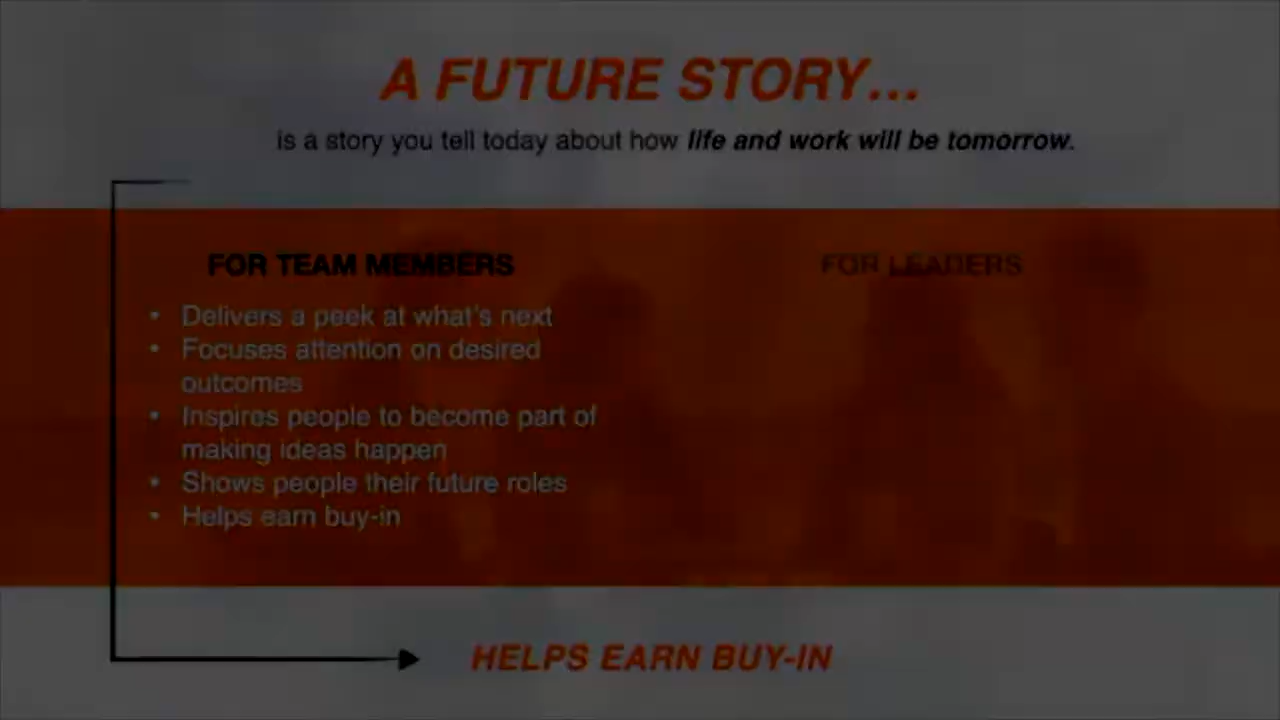 A FUTURE STORY...
is a story you tell today about how life and work will be tomorrow.
FOR TEAM MEMBERS
• Delivers a peek at what's next
• Focuses attention on desired
outcomes
• Inspires people to become part of
making ideas happen
• Shows people their future roles
• Helps earn buy-in
FOR LEADERS
HELPS EARN BUY-IN